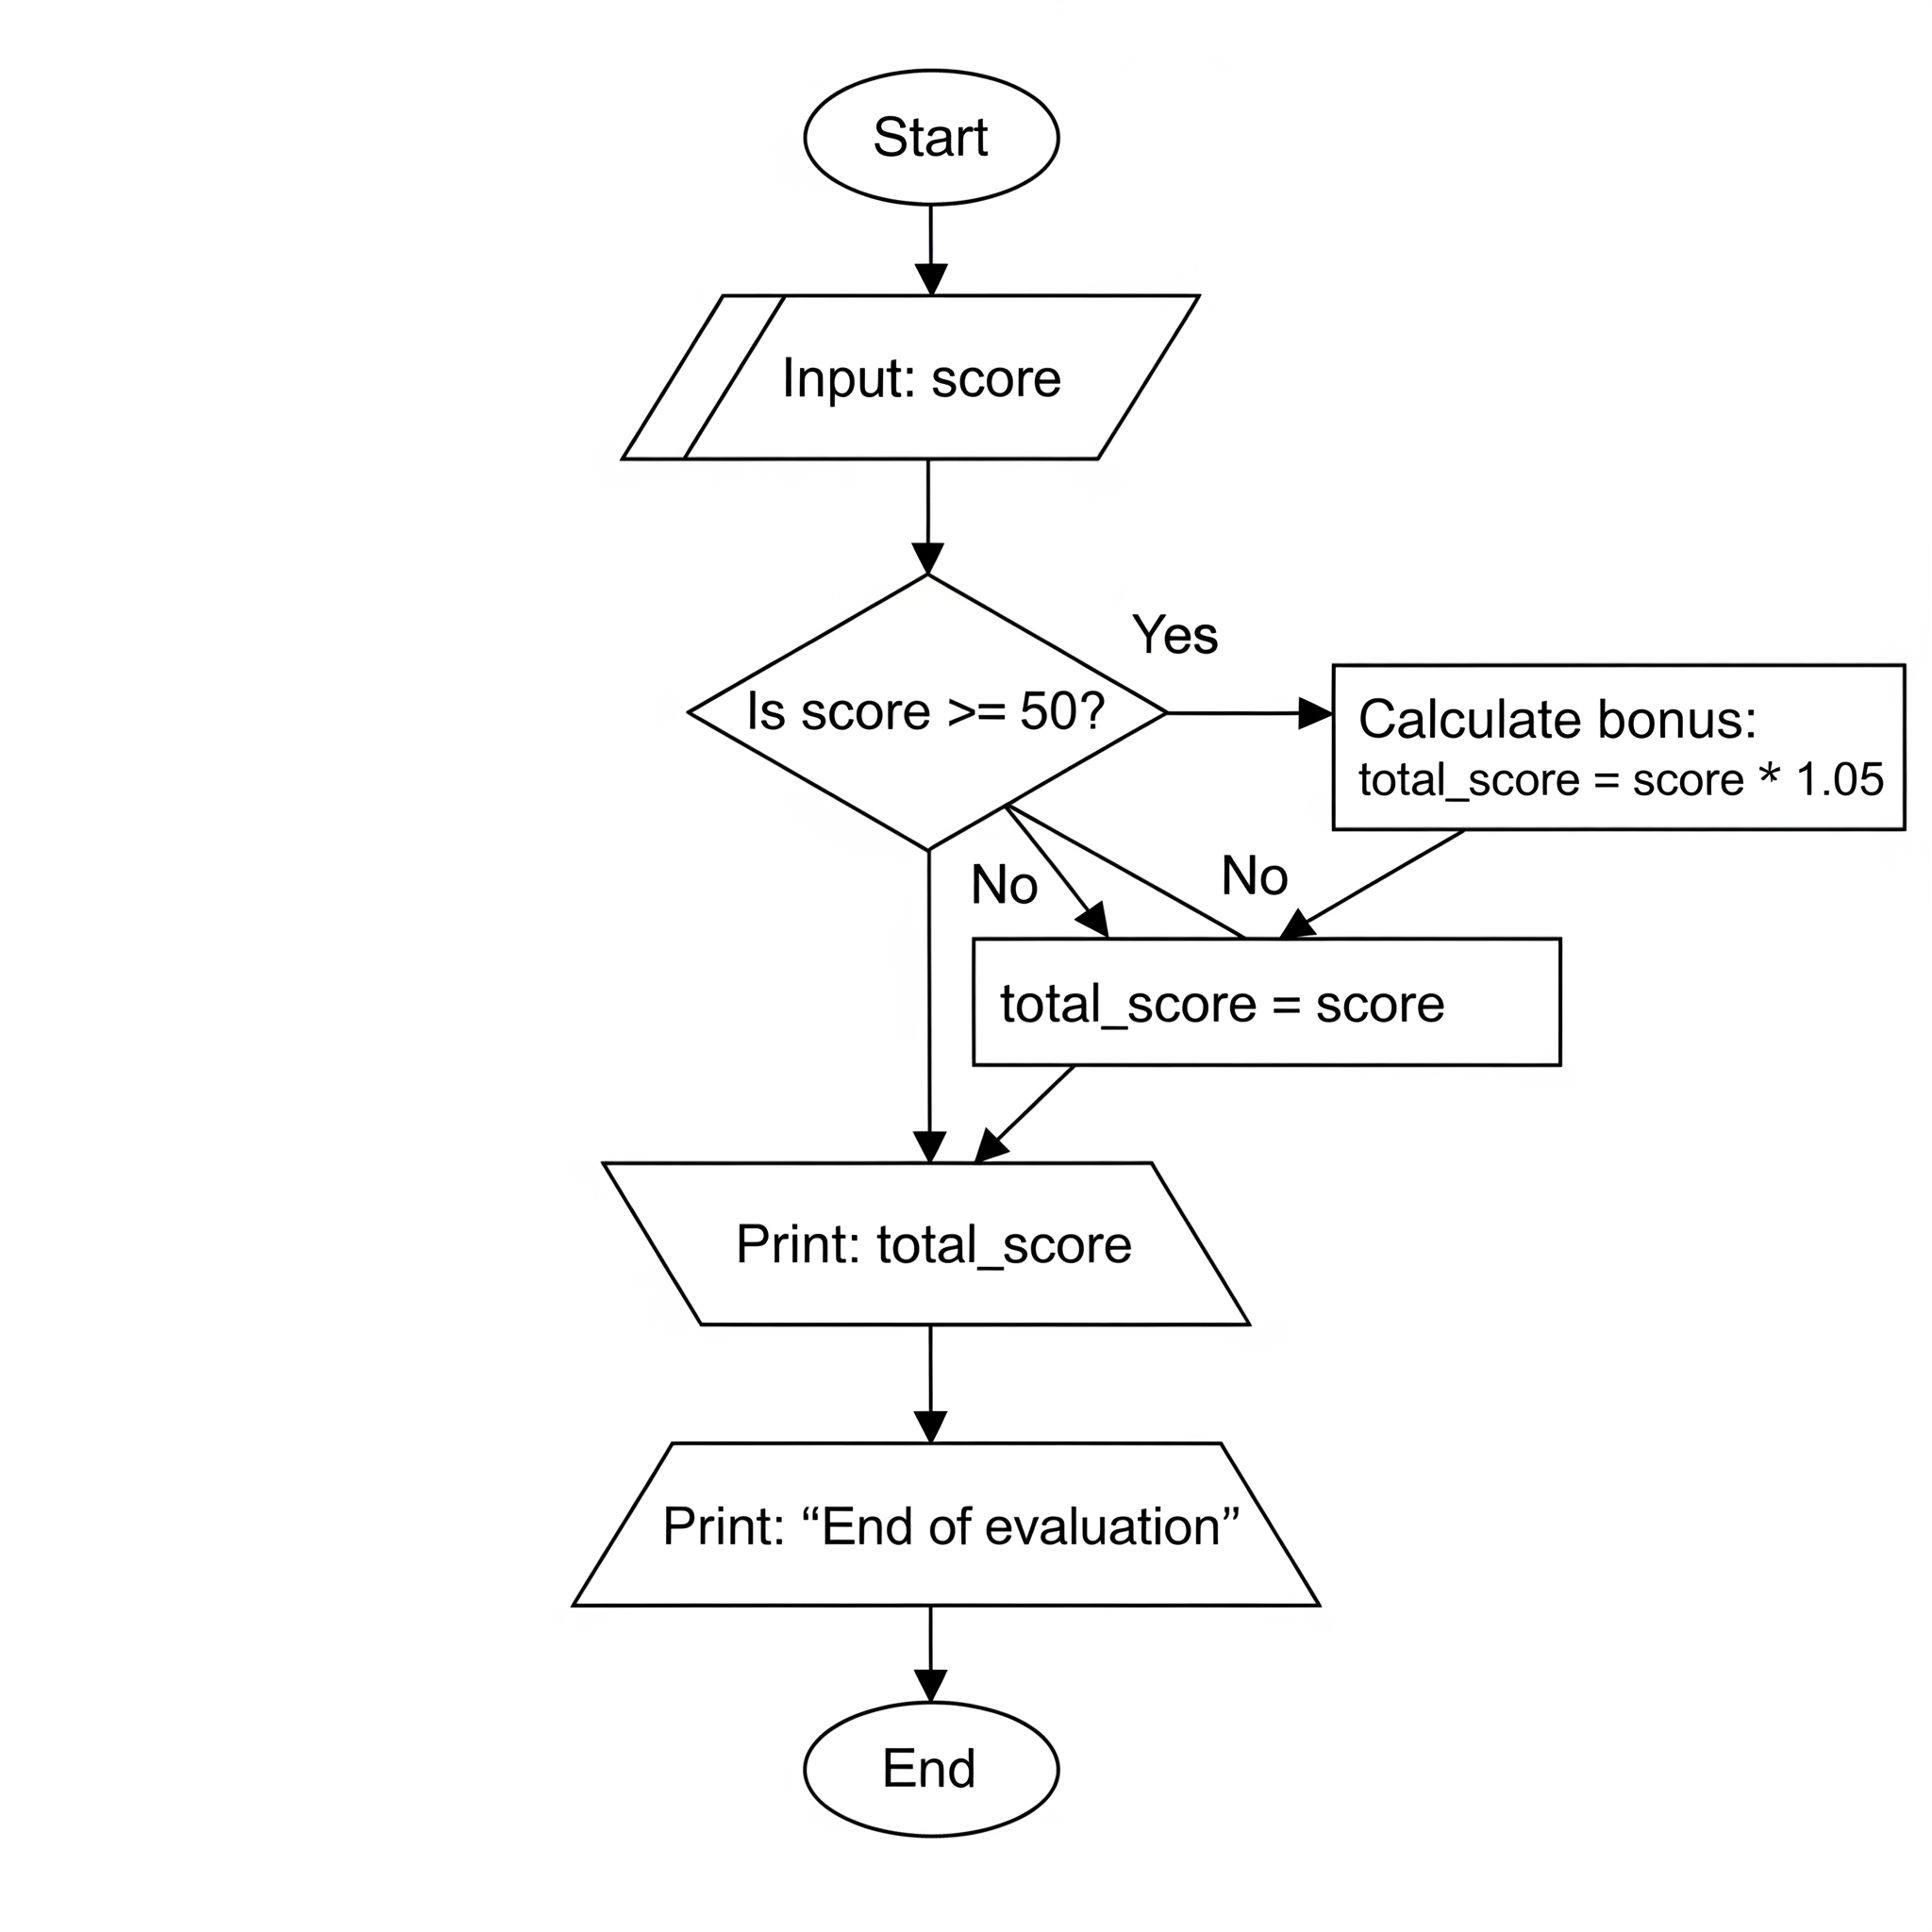 Start
Input: score
Is score >= 50?
Yes
Calculate bonus:
total_score = score * 1.05
No
No
total_score = score
Print: total_score
Print: “End of evaluation”
End